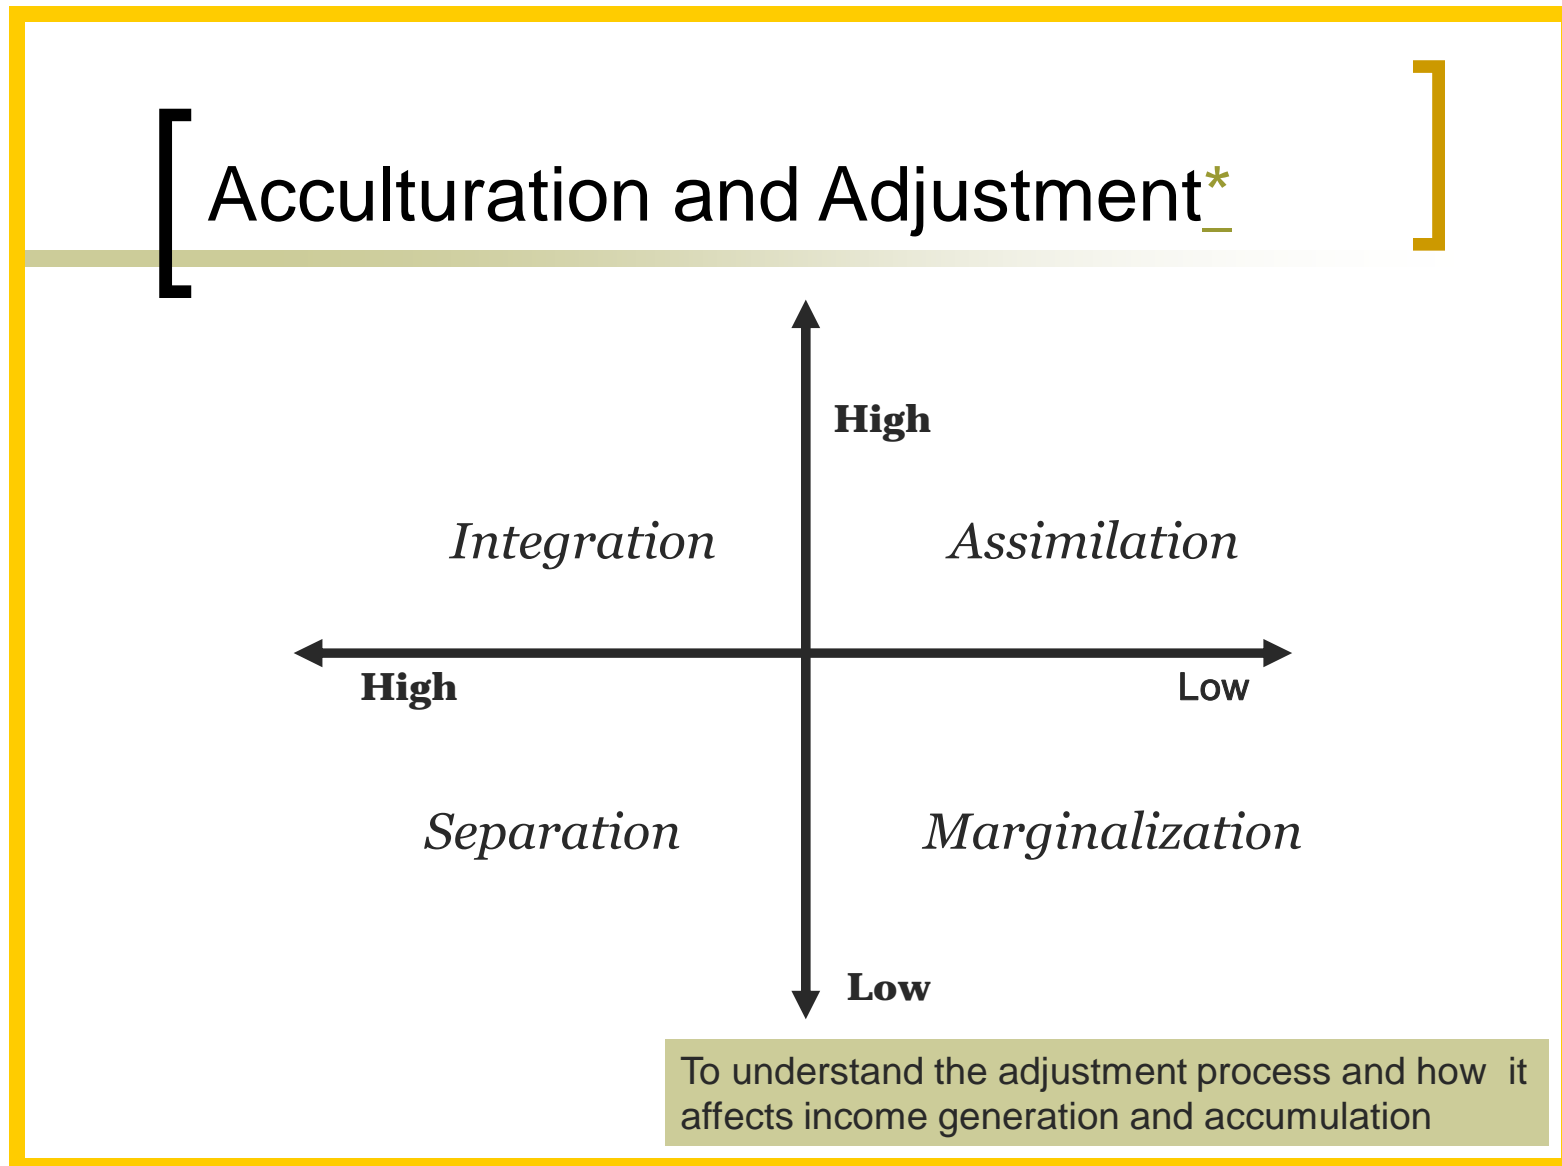 Acculturation and Adjustment*
High
Integration Assimilation
High Low
Separation Marginalization
Low
To understand the adjustment process and how  it
affects income generation and accumulation